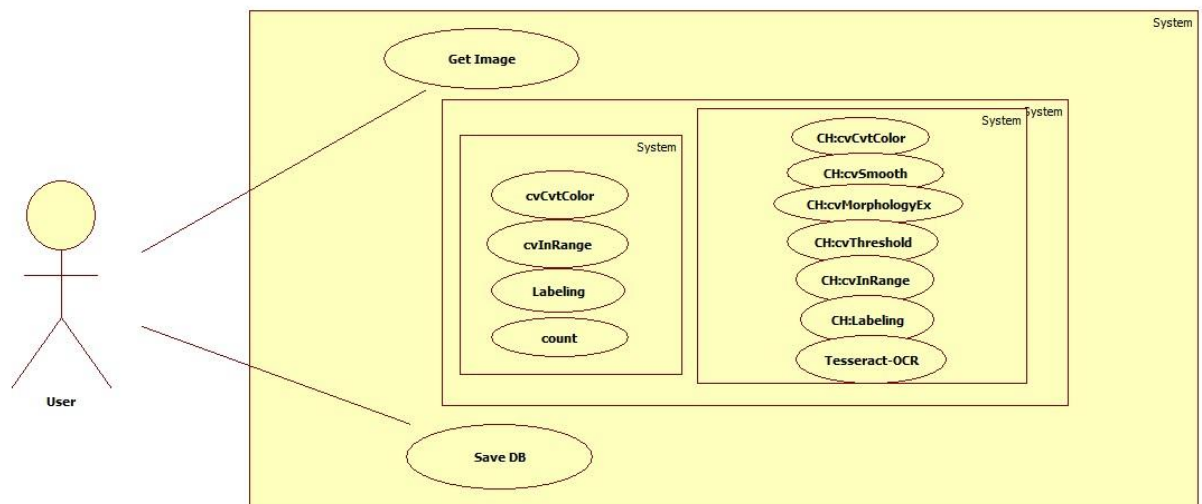 System
Get Image
System
System
System
cvCvtColor
cvInRange
Labeling
count
CH:cvCvtColor
CH:cvSmooth
CH:cvMorphologyEx
CH:cvThreshold
CH:cvInRange
CH:Labeling
Tesseract-OCR
User
Save DB